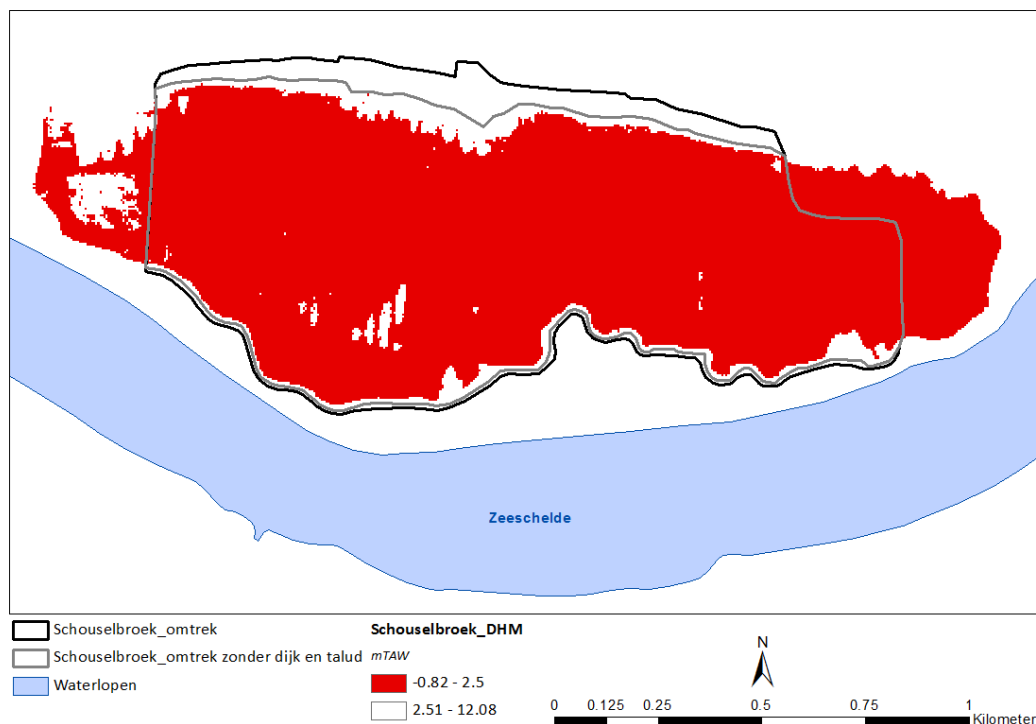 Zeeschelde
Schouselbroek_omtrek
Schouselbroek_omtrek zonder dijk en talud
Waterlopen
Schouselbroek_DHM
mTAW
-0.82 - 2.5
2.51 - 12.08
N
0 0.125 0.25 0.5 0.75 1
Kilometer